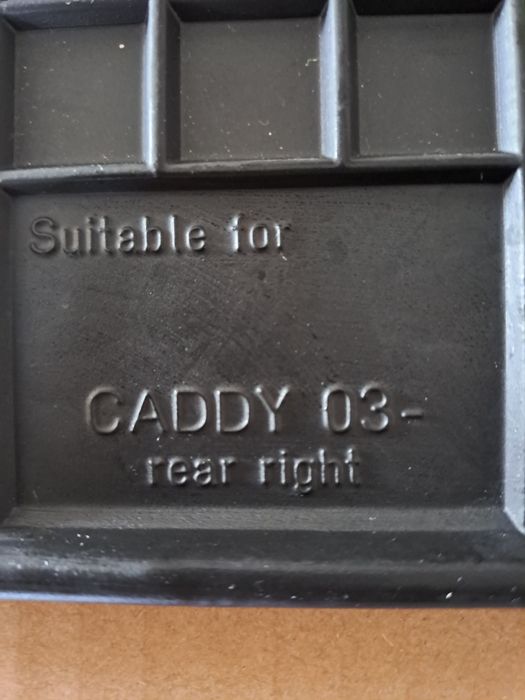 Suitable for
CADDY 03-
rear right